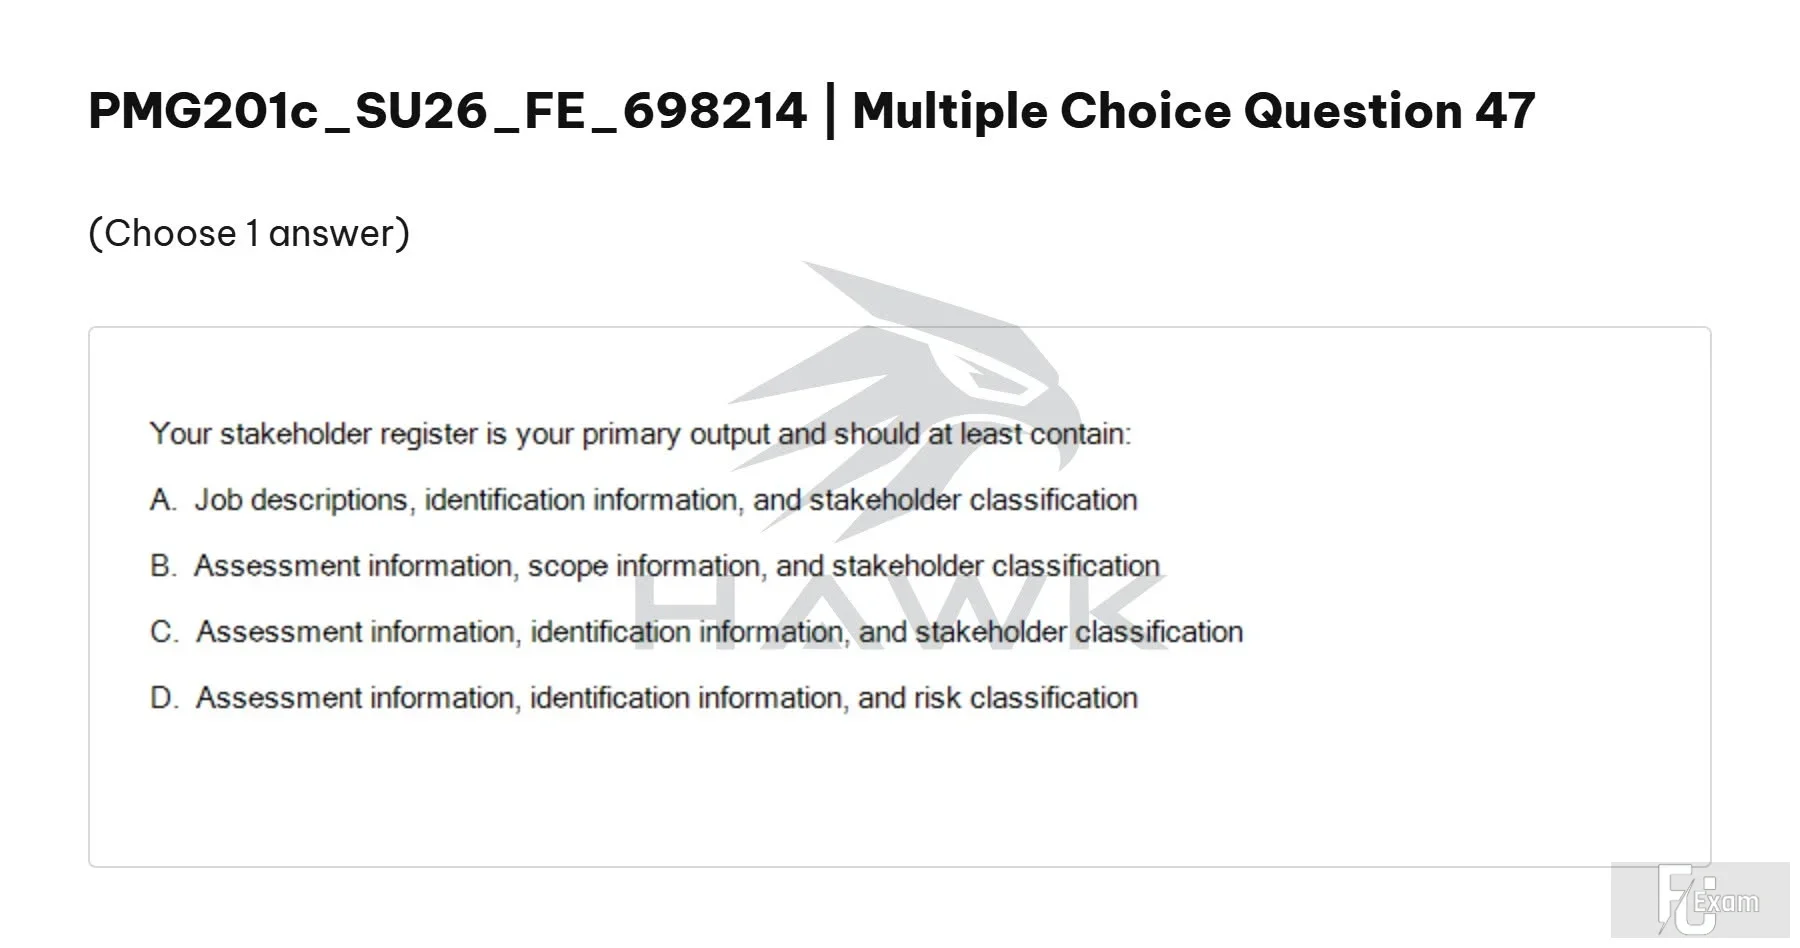 PMG201c_SU26_FE_698214 | Multiple Choice Question 47
(Choose 1 answer)
Your stakeholder register is your primary output and should at least contain:
A. Job descriptions, identification information, and stakeholder classification
B. Assessment information, scope information, and stakeholder classification
C. Assessment information, identification information, and stakeholder classification
D. Assessment information, identification information, and risk classification
HAWK
FU Exam